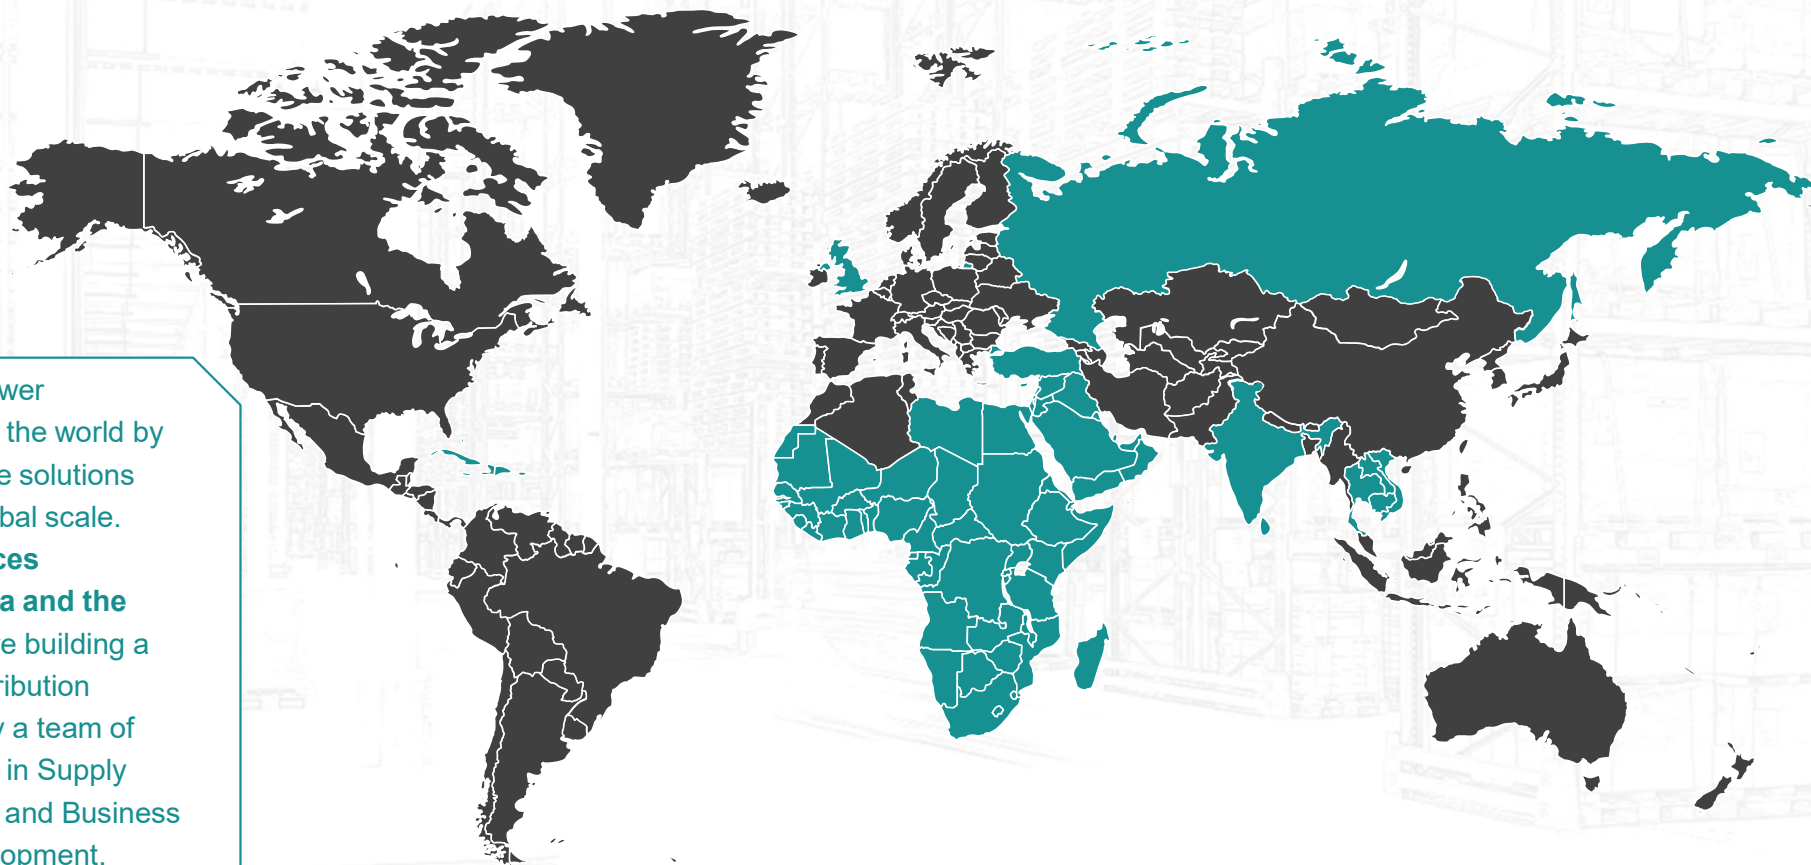 wer
the world by
e solutions
bal scale.
ces
a and the
e building a
ribution
y a team of
in Supply
and Business
opment.